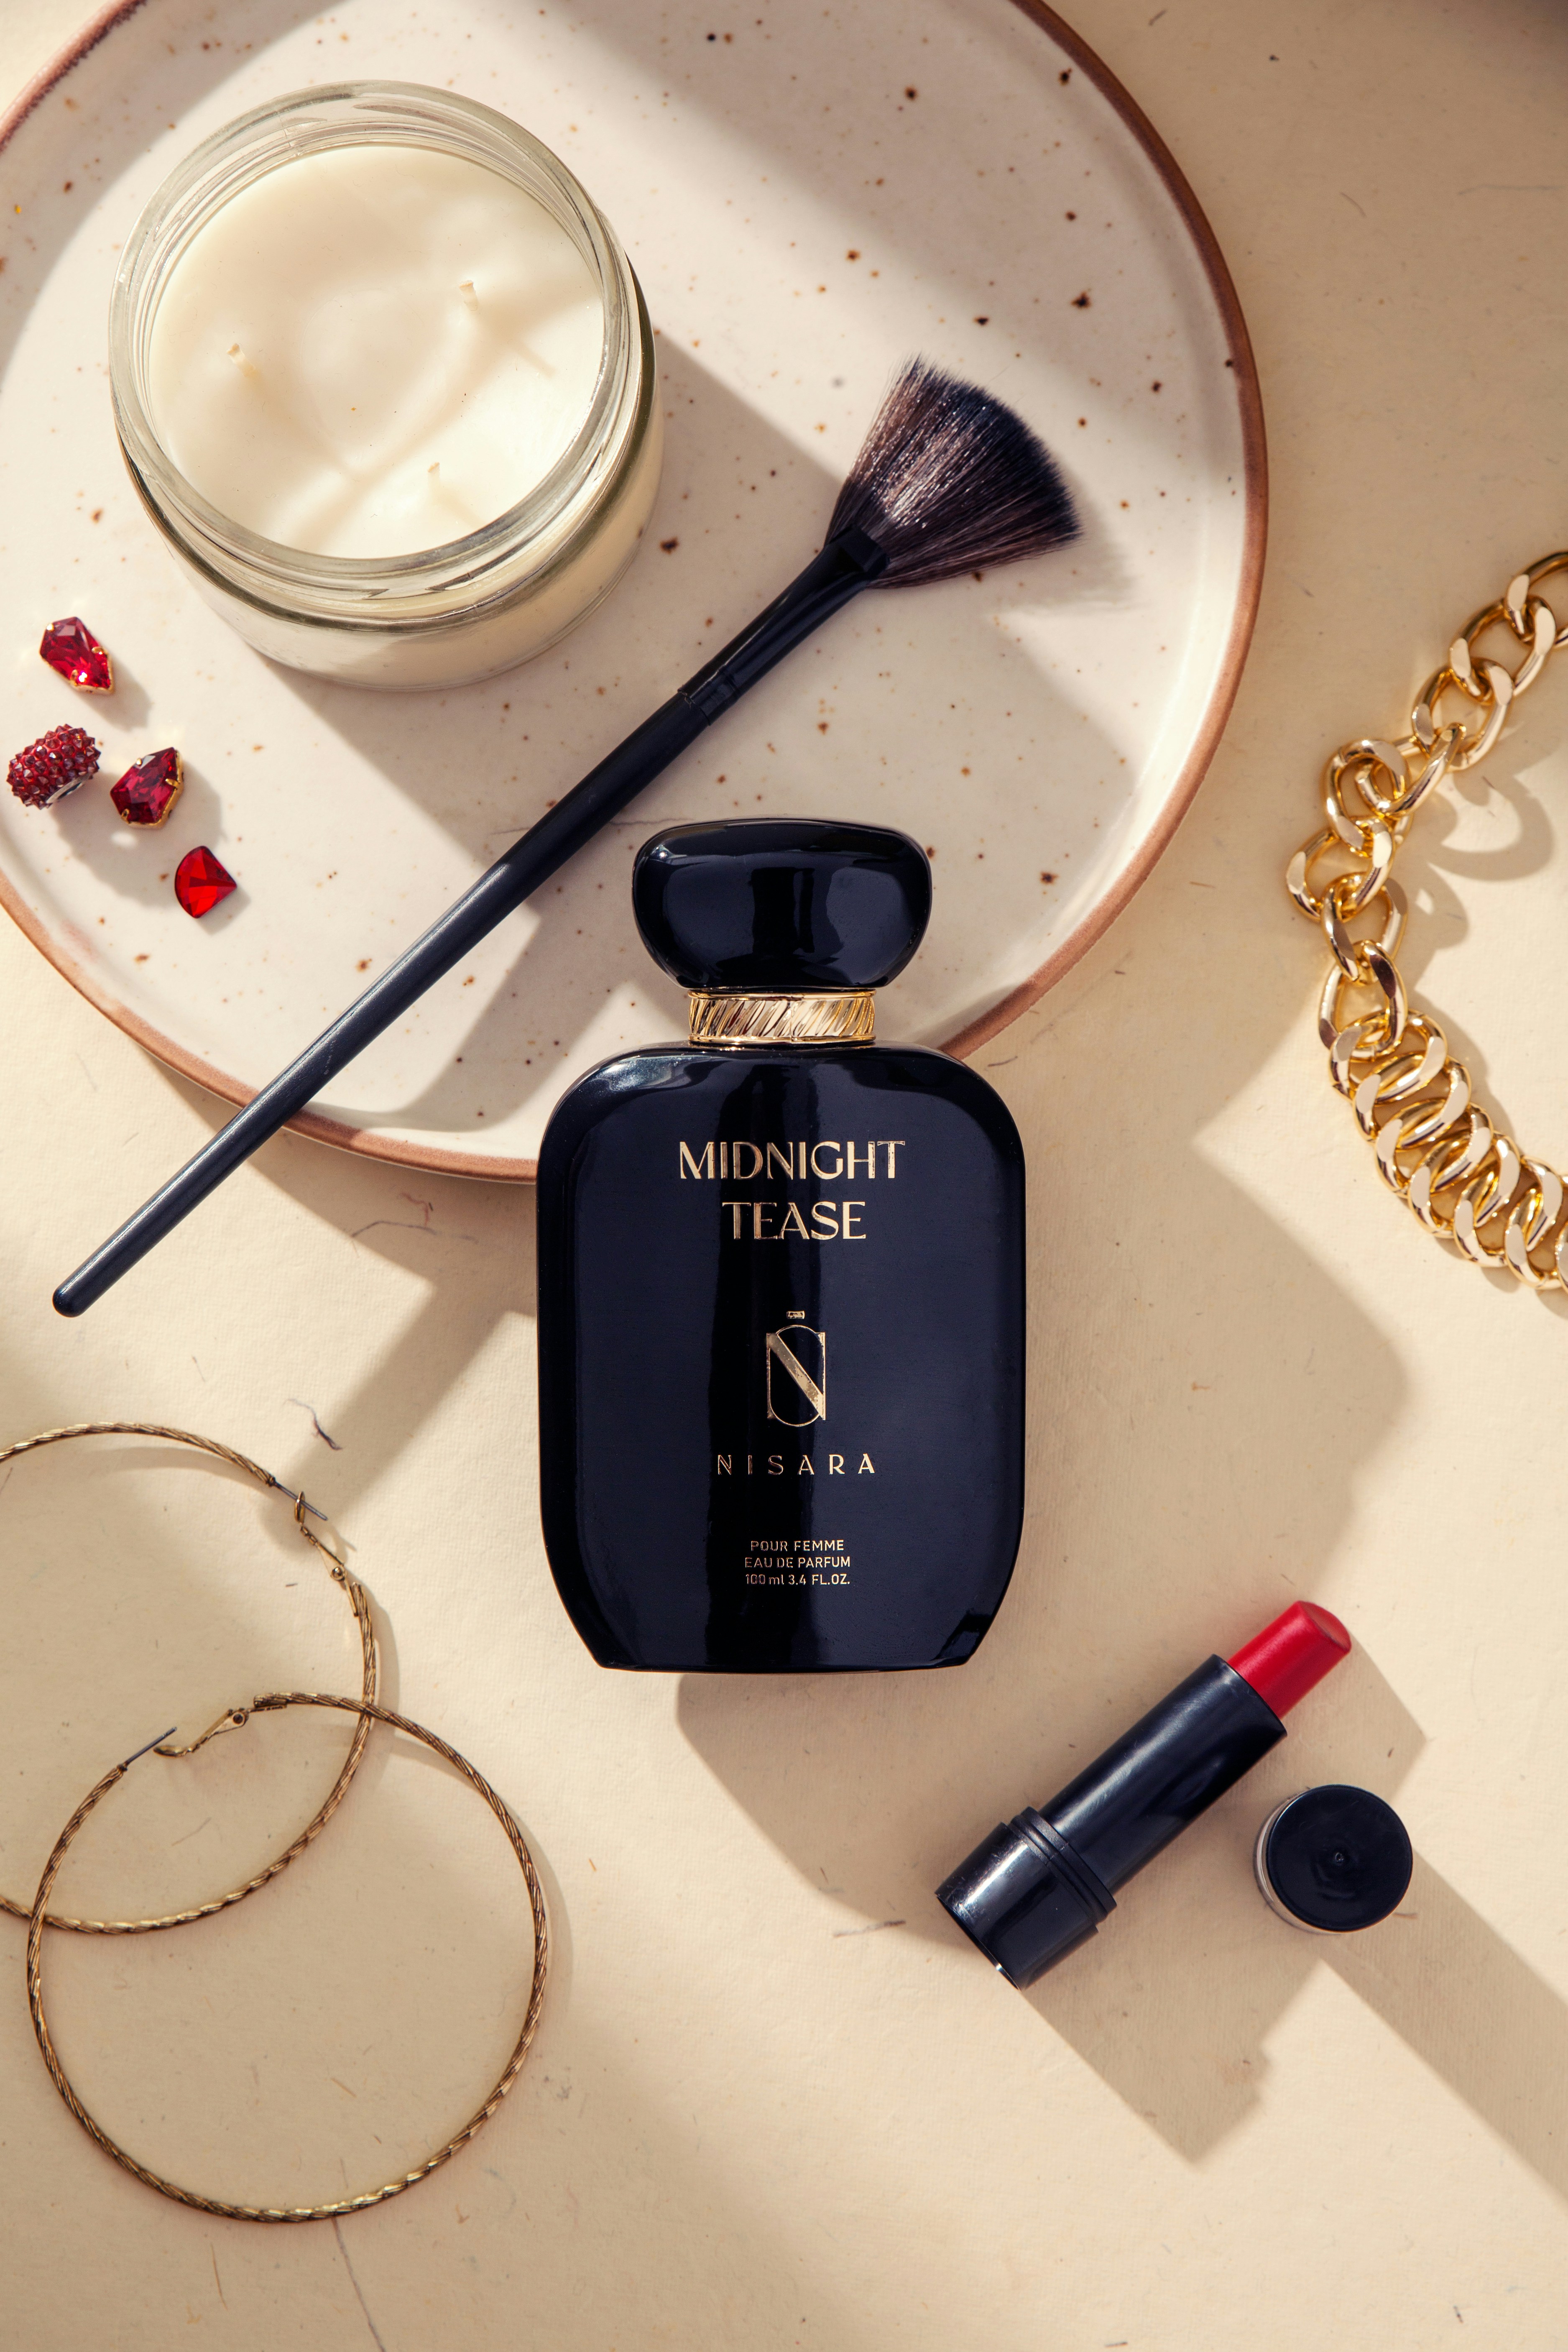 MIDNIGHT
TEASE
N
NISARA
POUR FEMME
EAU DE PARFUM
100 ml 3.4 FL.OZ.